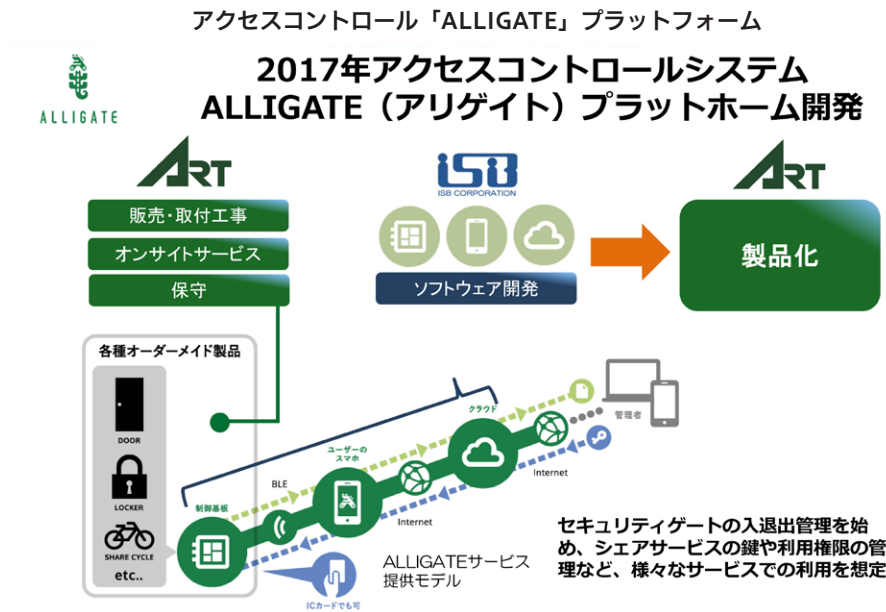 アクセスコントロール「ALLIGATE」プラットフォーム
ALLIGATE
2017年アクセスコントロールシステム
ALLIGATE（アリゲイト）プラットホーム開発
ART
販売・取付工事
オンサイトサービス
保守
ISB
ISB CORPORATION
ソフトウェア開発
ART
製品化
各種オーダーメイド製品
DOOR
LOCKER
SHARE CYCLE
etc..
制御基板
BLE
ユーザーの
スマホ
Internet
クラウド
Internet
管理者
ICカードでも可
ALLIGATEサービス
提供モデル
セキュリティゲートの入退出管理を始
め、シェアサービスの鍵や利用権限の管
理など、様々なサービスでの利用を想定